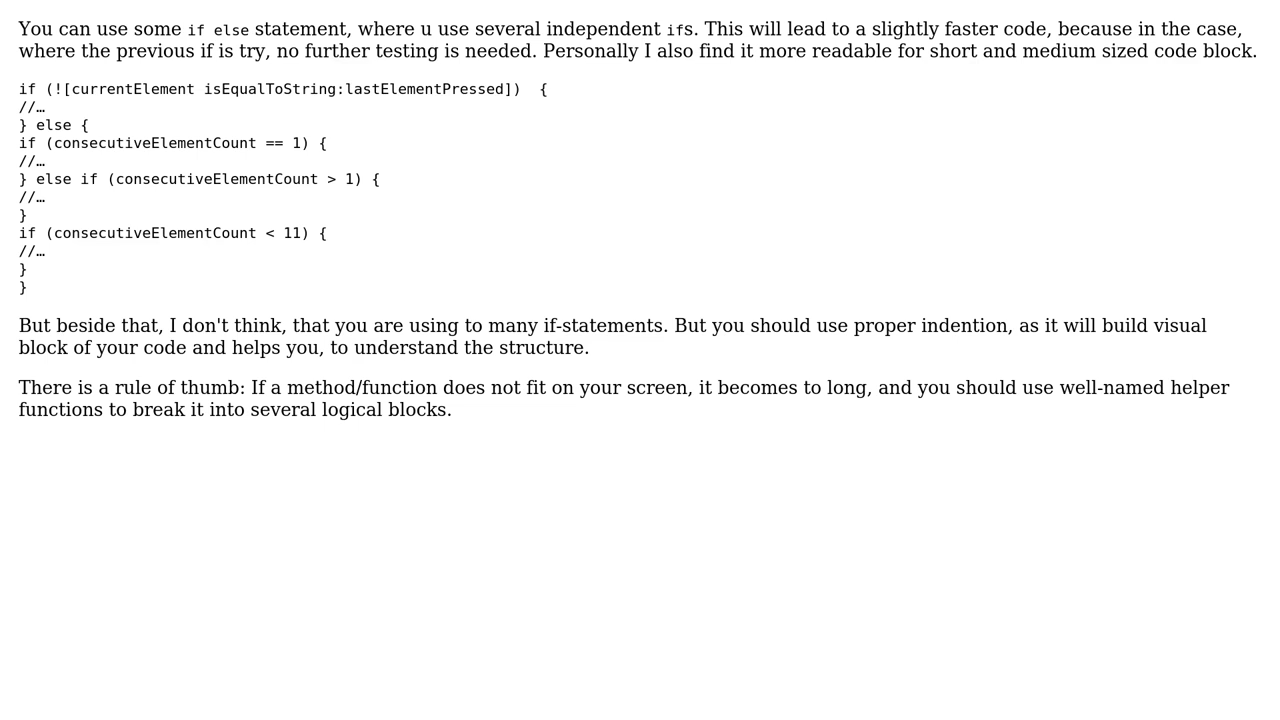 You can use some if else statement, where u use several independent ifs. This will lead to a slightly faster code, because in the case,
where the previous if is try, no further testing is needed. Personally I also find it more readable for short and medium sized code block.
if (![currentElement isEqualToString:lastElementPressed])  {
//…
} else {
if (consecutiveElementCount == 1) {
//…
} else if (consecutiveElementCount > 1) {
//…
}
if (consecutiveElementCount < 11) {
//…
}
}
But beside that, I don't think, that you are using to many if-statements. But you should use proper indention, as it will build visual
block of your code and helps you, to understand the structure.
There is a rule of thumb: If a method/function does not fit on your screen, it becomes to long, and you should use well-named helper
functions to break it into several logical blocks.